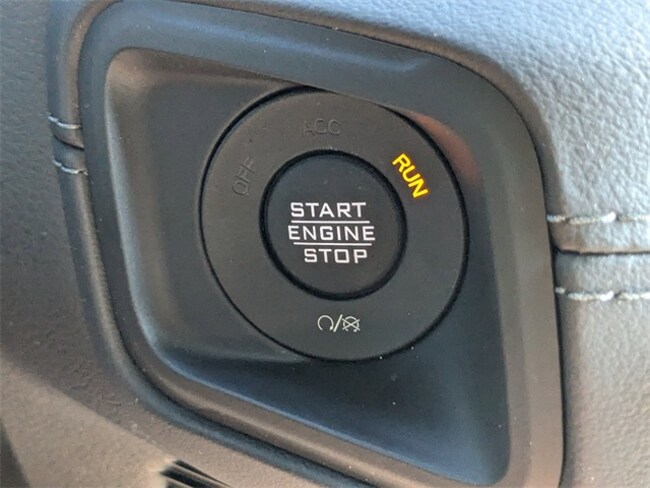 ACC
OFF
RUN
START
ENGINE
STOP